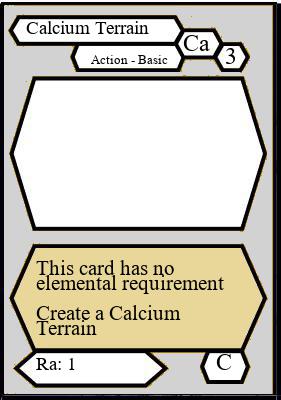 Calcium Terrain
Ca
3
Action - Basic
This card has no
elemental requirement
Create a Calcium
Terrain
Ra: 1
C